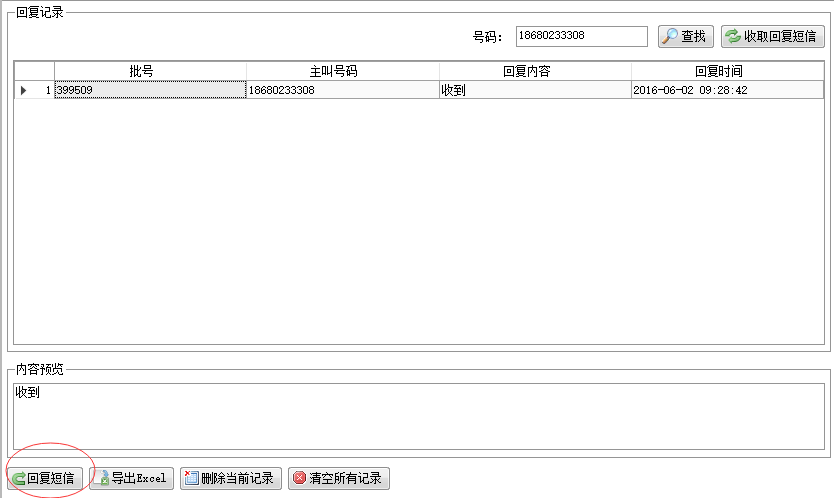 回复记录
号码： 18680233308 查找 收取回复短信
批号 主叫号码 回复内容 回复时间
1 399509 18680233308 收到 2016-06-02 09:28:42
内容预览
收到
回复短信 导出Excel 删除当前记录 清空所有记录